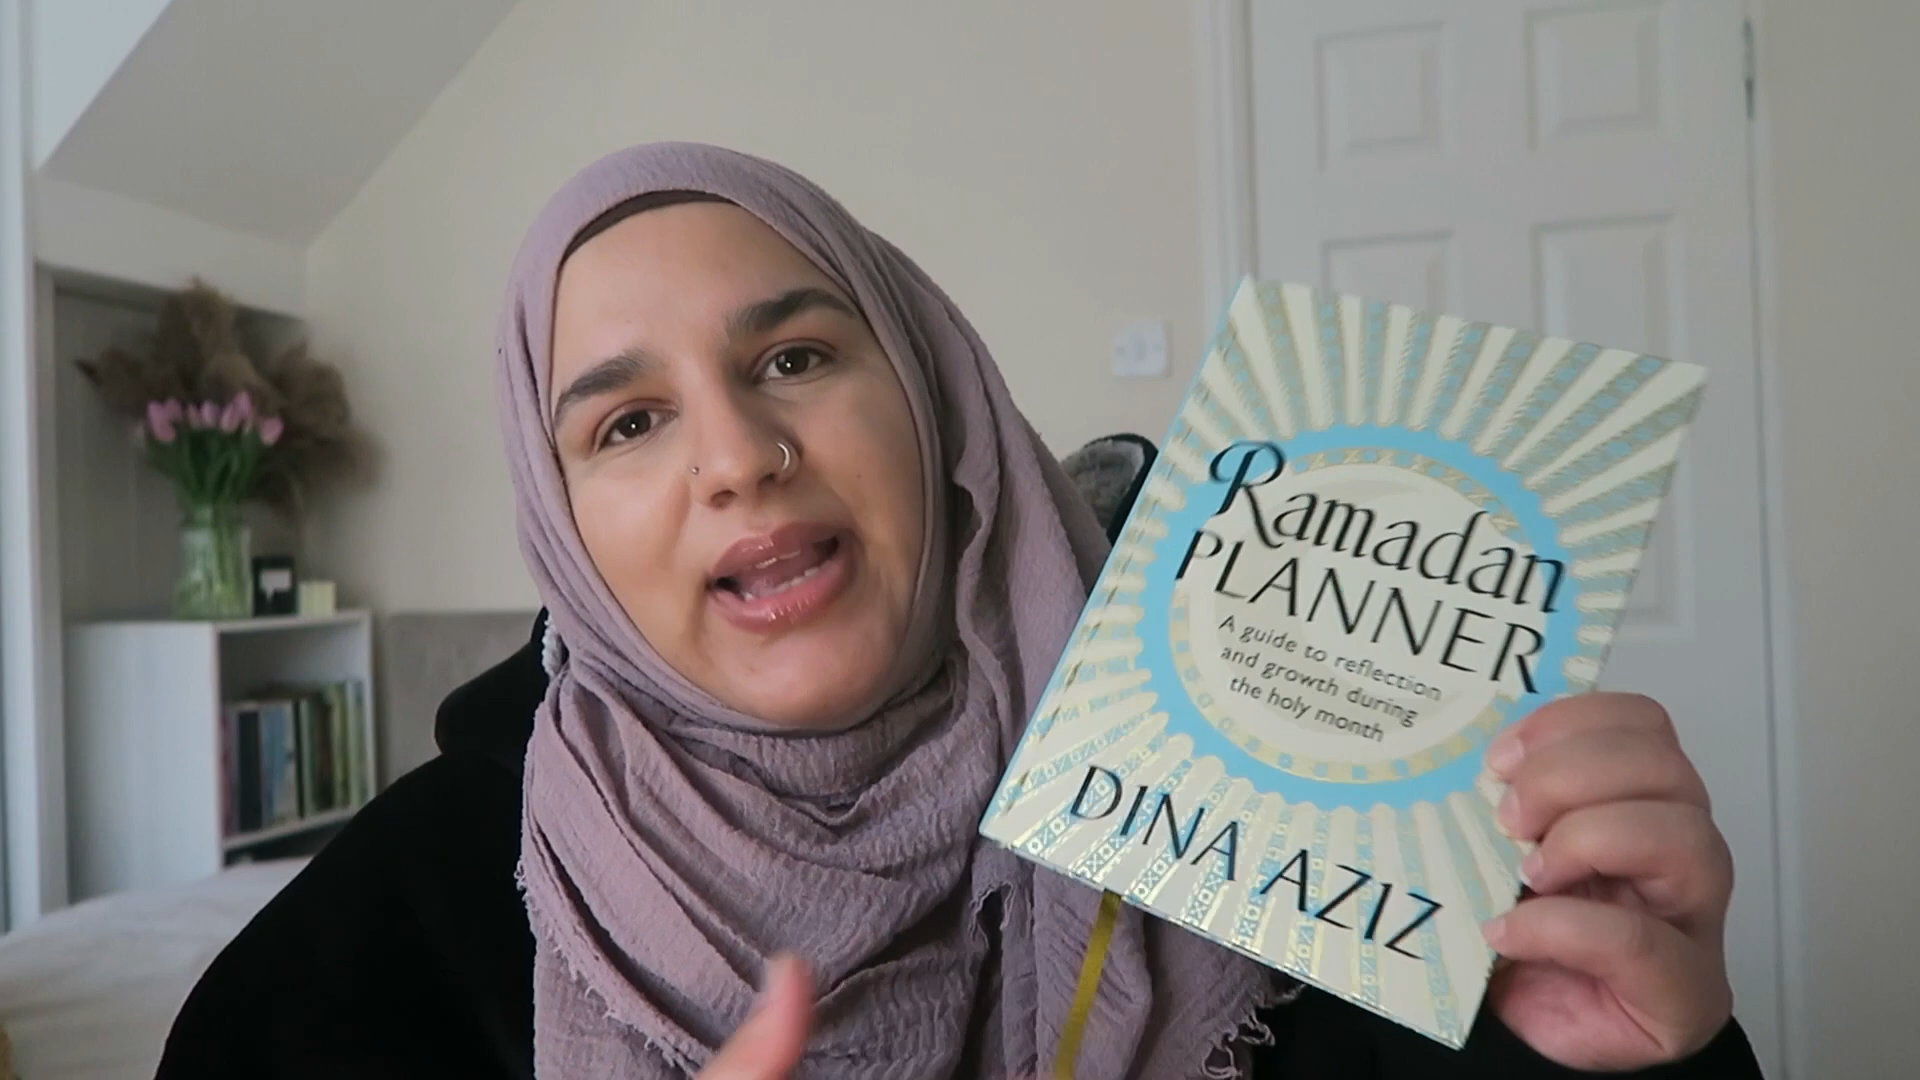 Ramadan
PLANNER
A guide to reflection
and growth during
the holy month
DINA AZIZ